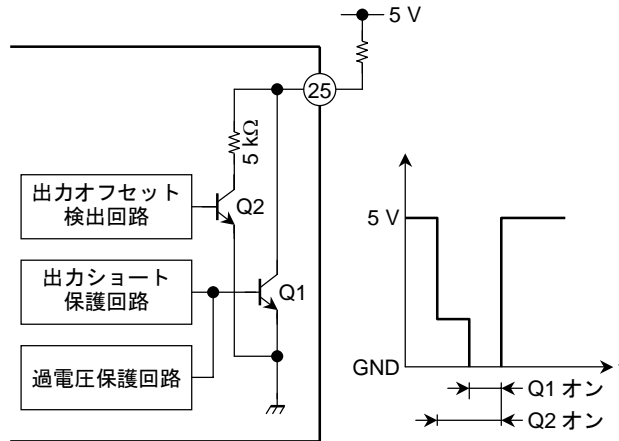 5 V
25
5 kΩ
出力オフセット
検出回路
Q2
出力ショート
保護回路
Q1
過電圧保護回路
5 V
GND
Q1 オン
Q2 オン